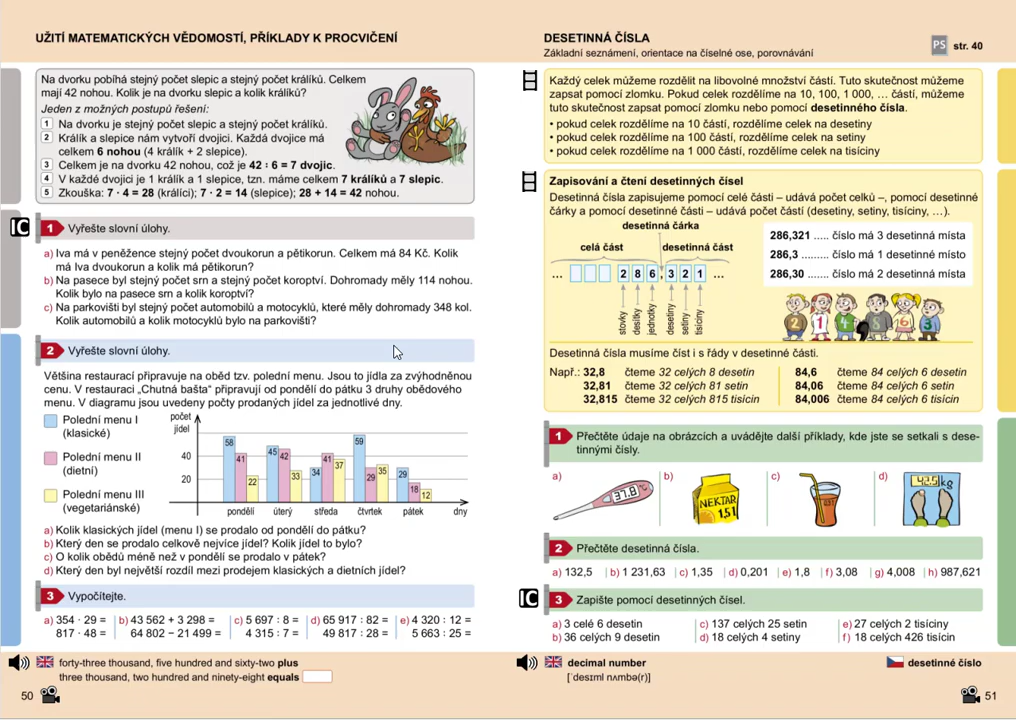 UŽITÍ MATEMATICKÝCH VĚDOMOSTÍ, PŘÍKLADY K PROCVIČENÍ
Na dvorku pobíhá stejný počet slepic a stejný počet králíků. Celkem
mají 42 nohou. Kolik je na dvorku slepic a kolik králíků?
Jeden z možných postupů řešení:
1 Na dvorku je stejný počet slepic a stejný počet králíků.
2 Králík a slepice nám vytvoří dvojici. Každá dvojice má
celkem 6 nohou (4 králík + 2 slepice).
3 Celkem je na dvorku 42 nohou, což je 42 : 6 = 7 dvojic.
4 V každé dvojici je 1 králík a 1 slepice, tzn. máme celkem 7 králíků a 7 slepic.
5 Zkouška: 7 · 4 = 28 (králíci); 7 · 2 = 14 (slepice); 28 + 14 = 42 nohou.
IC
1 Vyřešte slovní úlohy.
a) Iva má v peněžence stejný počet dvoukorun a pětikorun. Celkem má 84 Kč. Kolik
má Iva dvoukorun a kolik má pětikorun?
b) Na pasece byl stejný počet srn a stejný počet koroptví. Dohromady měly 114 nohou.
Kolik bylo na pasece srn a kolik koroptví?
c) Na parkovišti byl stejný počet automobilů a motocyklů, které měly dohromady 348 kol.
Kolik automobilů a kolik motocyklů bylo na parkovišti?
2 Vyřešte slovní úlohy.
Většina restaurací připravuje na oběd tzv. polední menu. Jsou to jídla za zvýhodněnou
cenu. V restauraci „Chutná bašta“ připravují od pondělí do pátku 3 druhy obědového
menu. V diagramu jsou uvedeny počty prodaných jídel za jednotlivé dny.
Polední menu I
(klasické)
Polední menu II
(dietní)
Polední menu III
(vegetariánské)
počet
jídel
40
20
58 41 22
45 42 33
34 41 37
59 29 35
29 18 12
pondělí úterý středa čtvrtek pátek dny
a) Kolik klasických jídel (menu I) se prodalo od pondělí do pátku?
b) Který den se prodalo celkově nejvíce jídel? Kolik jídel to bylo?
c) O kolik obědů méně než v pondělí se prodalo v pátek?
d) Který den byl největší rozdíl mezi prodejem klasických a dietních jídel?
3 Vypočítejte.
a) 354 · 29 = b) 43 562 + 3 298 = c) 5 697 : 8 = d) 65 917 : 82 = e) 4 320 : 12 =
817 · 48 = 64 802 − 21 499 = 4 315 : 7 = 49 817 : 28 = 5 663 : 25 =
forty-three thousand, five hundred and sixty-two plus
three thousand, two hundred and ninety-eight equals
50
DESETINNÁ ČÍSLA
Základní seznámení, orientace na číselné ose, porovnávání
PS str. 40
Každý celek můžeme rozdělit na libovolné množství částí. Tuto skutečnost můžeme
zapsat pomocí zlomku. Pokud celek rozdělíme na 10, 100, 1 000, … částí, můžeme
tuto skutečnost zapsat pomocí zlomku nebo pomocí desetinného čísla.
• pokud celek rozdělíme na 10 částí, rozdělíme celek na desetiny
• pokud celek rozdělíme na 100 částí, rozdělíme celek na setiny
• pokud celek rozdělíme na 1 000 částí, rozdělíme celek na tisíciny
Zapisování a čtení desetinných čísel
Desetinná čísla zapisujeme pomocí celé části – udává počet celků –, pomocí desetinné
čárky a pomocí desetinné části – udává počet částí (desetiny, setiny, tisíciny, …).
desetinná čárka
celá část desetinná část
… 2 8 6 , 3 2 1 …
stovky desítky jednotky desetiny setiny tisíciny
286,321 ..... číslo má 3 desetinná místa
286,3 ......... číslo má 1 desetinné místo
286,30 ....... číslo má 2 desetinná místa
2 1 4 , 8 6 3
Desetinná čísla musíme číst i s řády v desetinné části.
Např.: 32,8 čteme 32 celých 8 desetin 84,6 čteme 84 celých 6 desetin
32,81 čteme 32 celých 81 setin 84,06 čteme 84 celých 6 setin
32,815 čteme 32 celých 815 tisícin 84,006 čteme 84 celých 6 tisícin
1 Přečtěte údaje na obrázcích a uvádějte další příklady, kde jste se setkali s dese-
tinnými čísly.
a) b) c) d)
37.8
NEKTAR
1,5 l
42,5 kg
2 Přečtěte desetinná čísla.
a) 132,5 b) 1 231,63 c) 1,35 d) 0,201 e) 1,8 f) 3,08 g) 4,008 h) 987,621
IC
3 Zapište pomocí desetinných čísel.
a) 3 celé 6 desetin c) 137 celých 25 setin e) 27 celých 2 tisíciny
b) 36 celých 9 desetin d) 18 celých 4 setiny f) 18 celých 426 tisícin
decimal number desetinné číslo
[ˈdesɪml nʌmbə(r)]
51